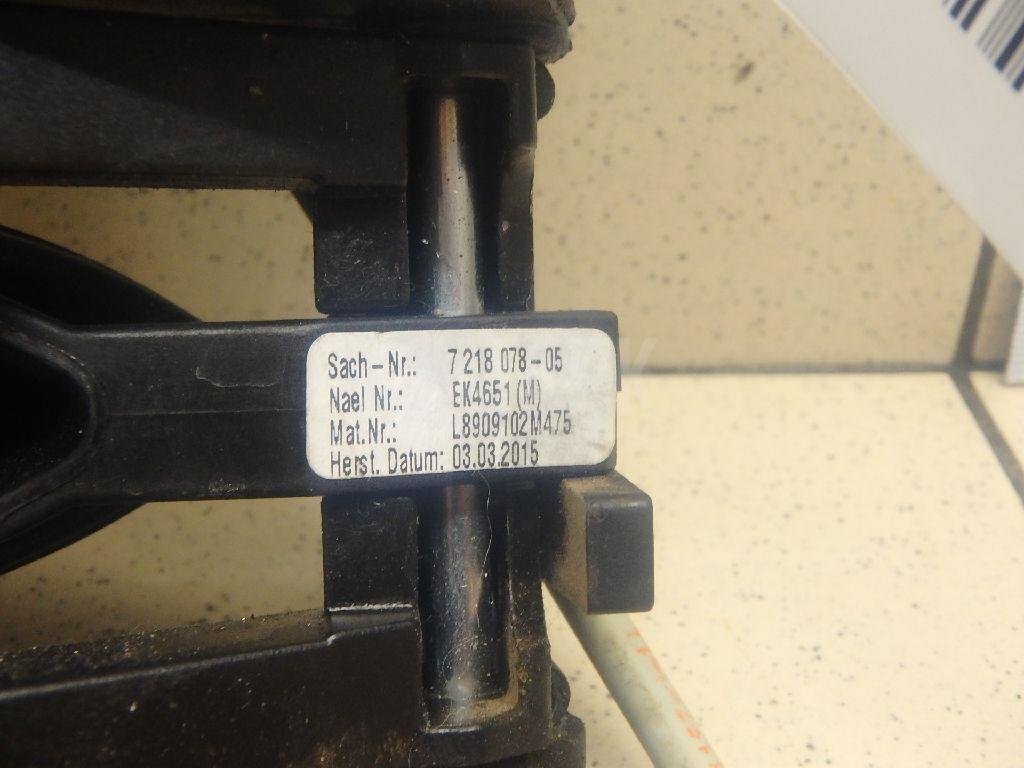 Sach-Nr.: 7 218 078-05
Nael Nr.: EK4651 (M)
Mat.Nr.: L8909102M475
Herst. Datum: 03.03.2015